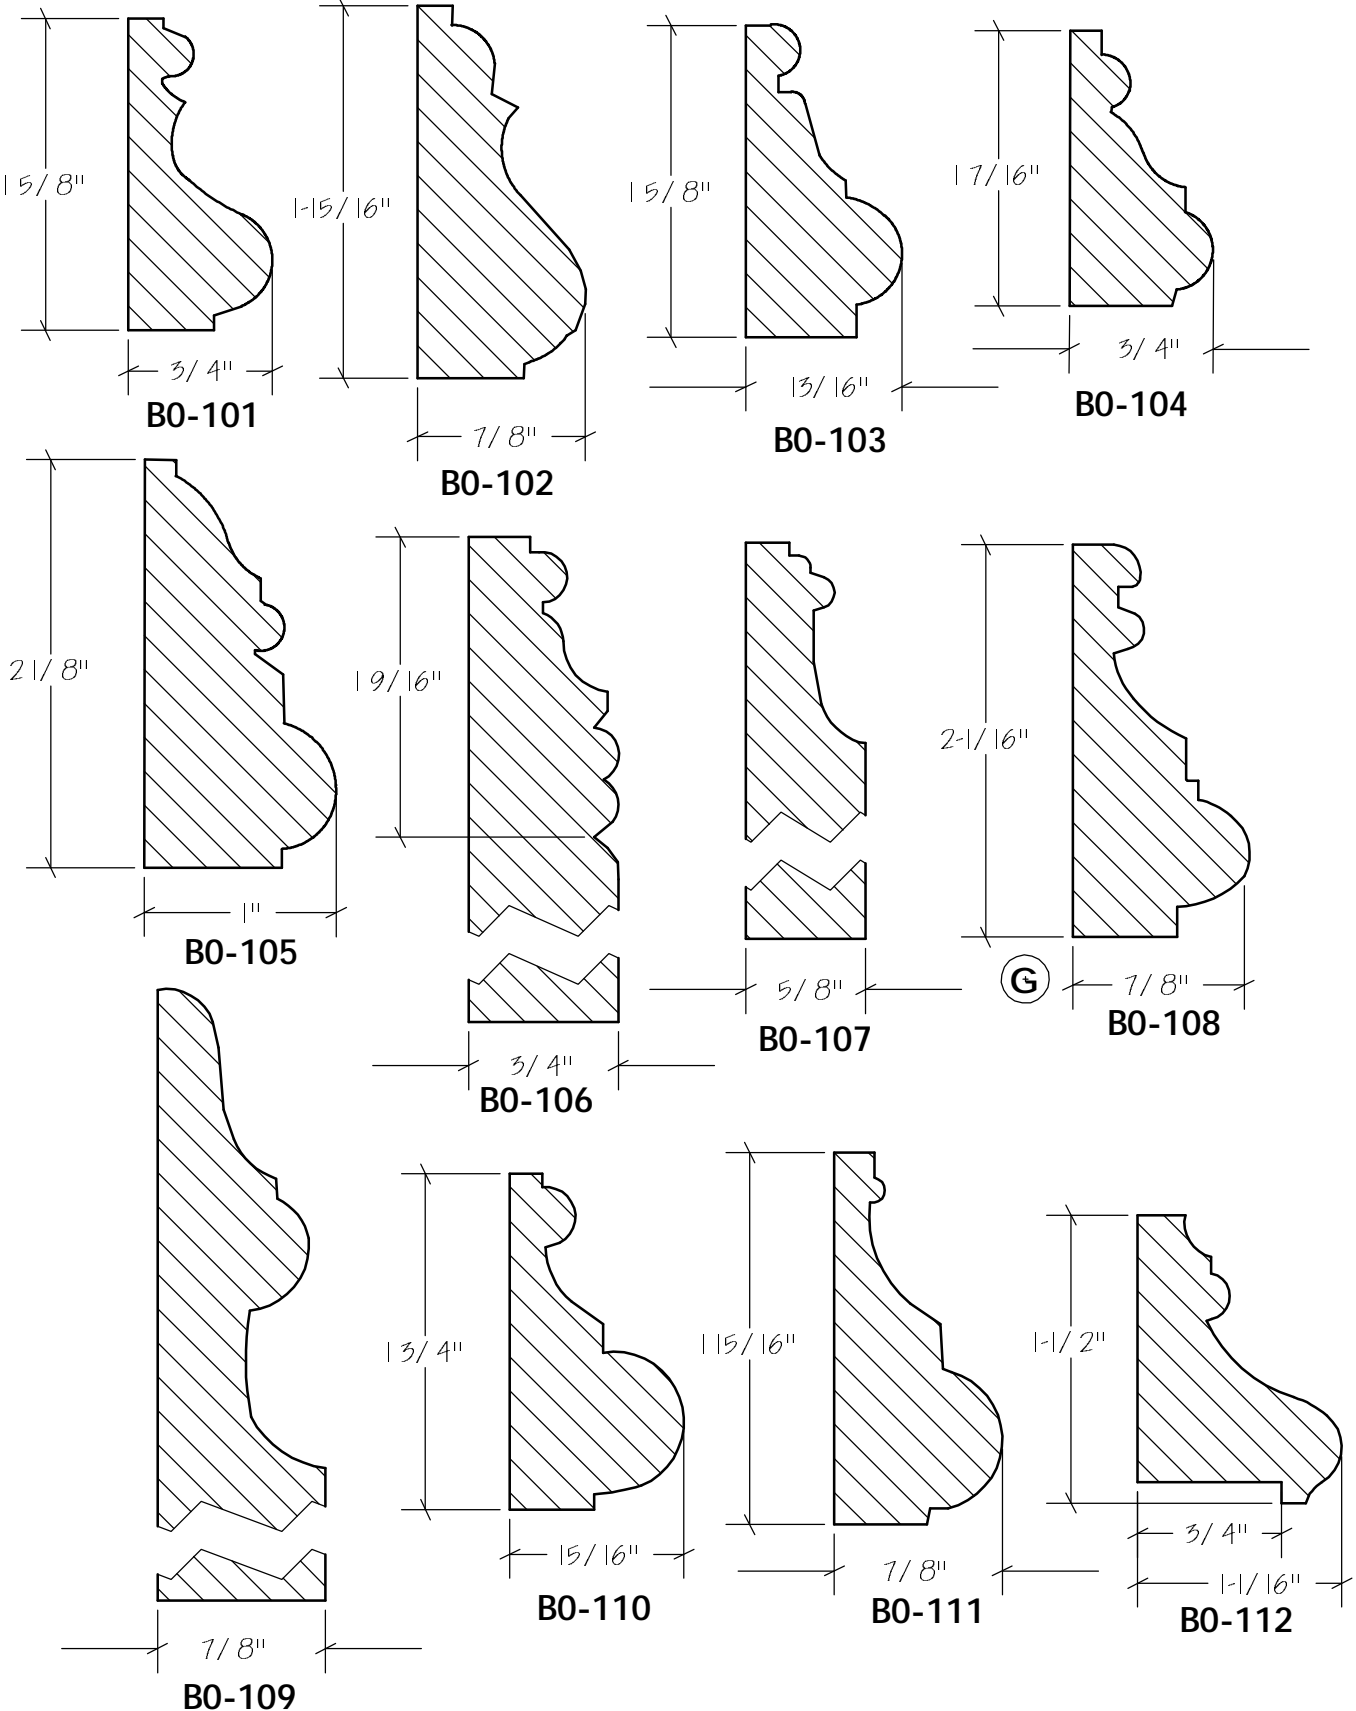 1 5/8"
3/4"
B0-101
1-15/16"
7/8"
B0-102
1 5/8"
13/16"
B0-103
1 7/16"
3/4"
B0-104
2 1/8"
1"
B0-105
1 9/16"
3/4"
B0-106
5/8"
B0-107
2-1/16"
G
7/8"
B0-108
7/8"
B0-109
1 3/4"
15/16"
B0-110
1 15/16"
7/8"
B0-111
1-1/2"
3/4"
1-1/16"
B0-112